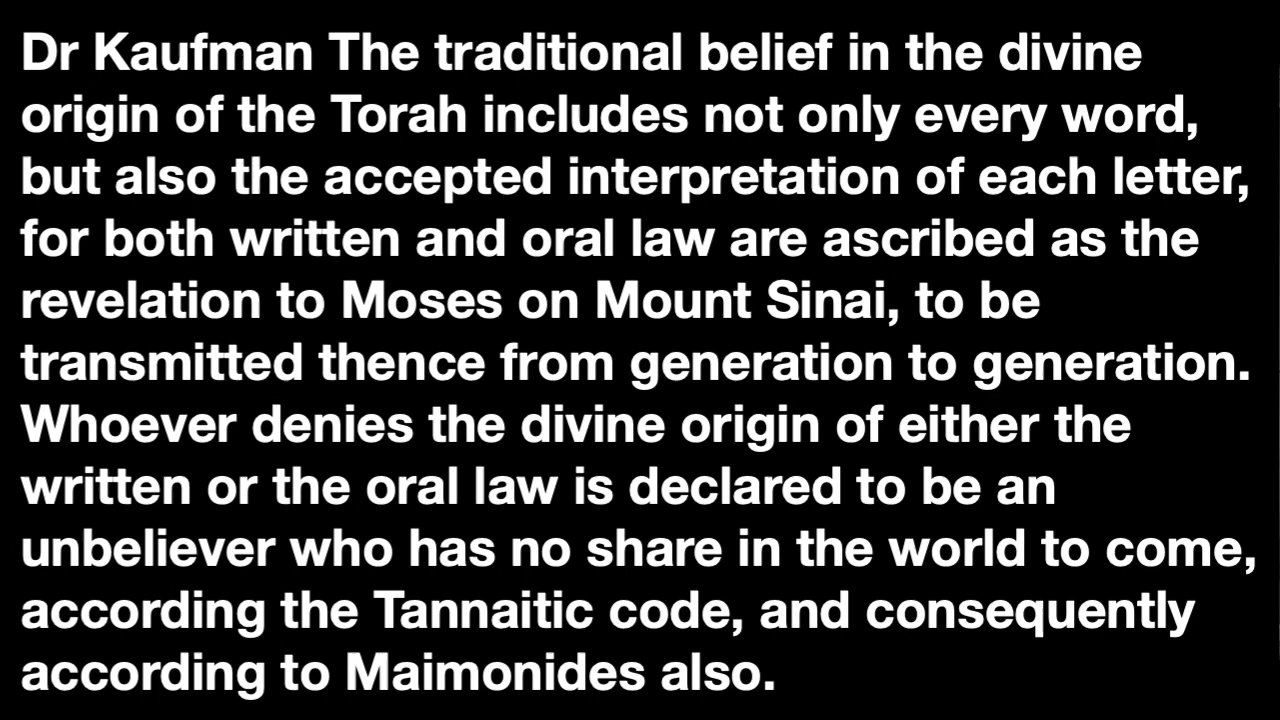 Dr Kaufman The traditional belief in the divine
origin of the Torah includes not only every word,
but also the accepted interpretation of each letter,
for both written and oral law are ascribed as the
revelation to Moses on Mount Sinai, to be
transmitted thence from generation to generation.
Whoever denies the divine origin of either the
written or the oral law is declared to be an
unbeliever who has no share in the world to come,
according the Tannaitic code, and consequently
according to Maimonides also.